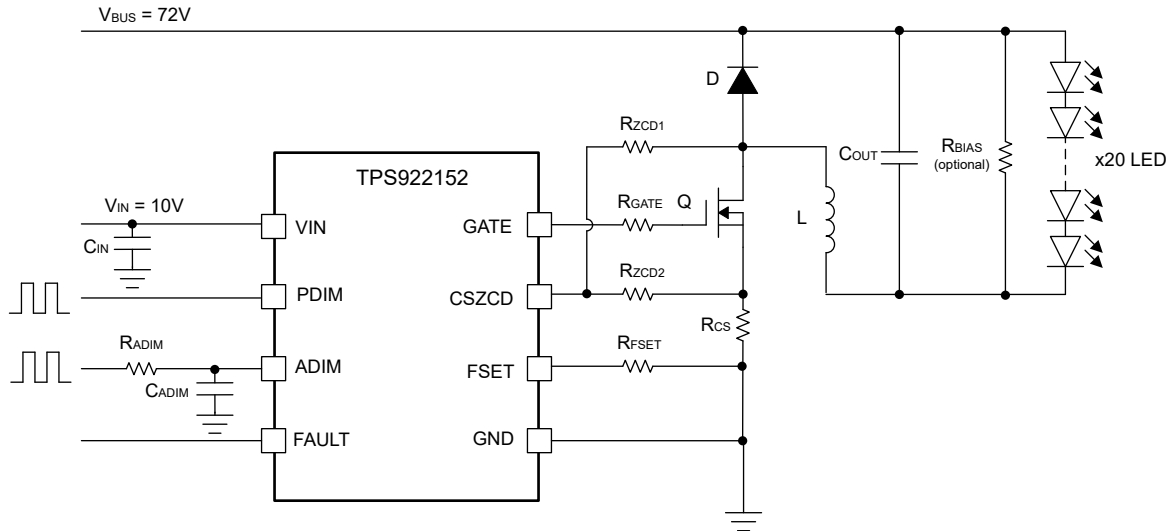 VBUS = 72V
D
RZCD1
COUT
RBIAS
(optional)
x20 LED
TPS922152
VIN = 10V
CIN
VIN
GATE
RGATE
Q
L
PDIM
CSZCD
RZCD2
RCS
RADIM
CADIM
ADIM
FSET
RFSET
FAULT
GND